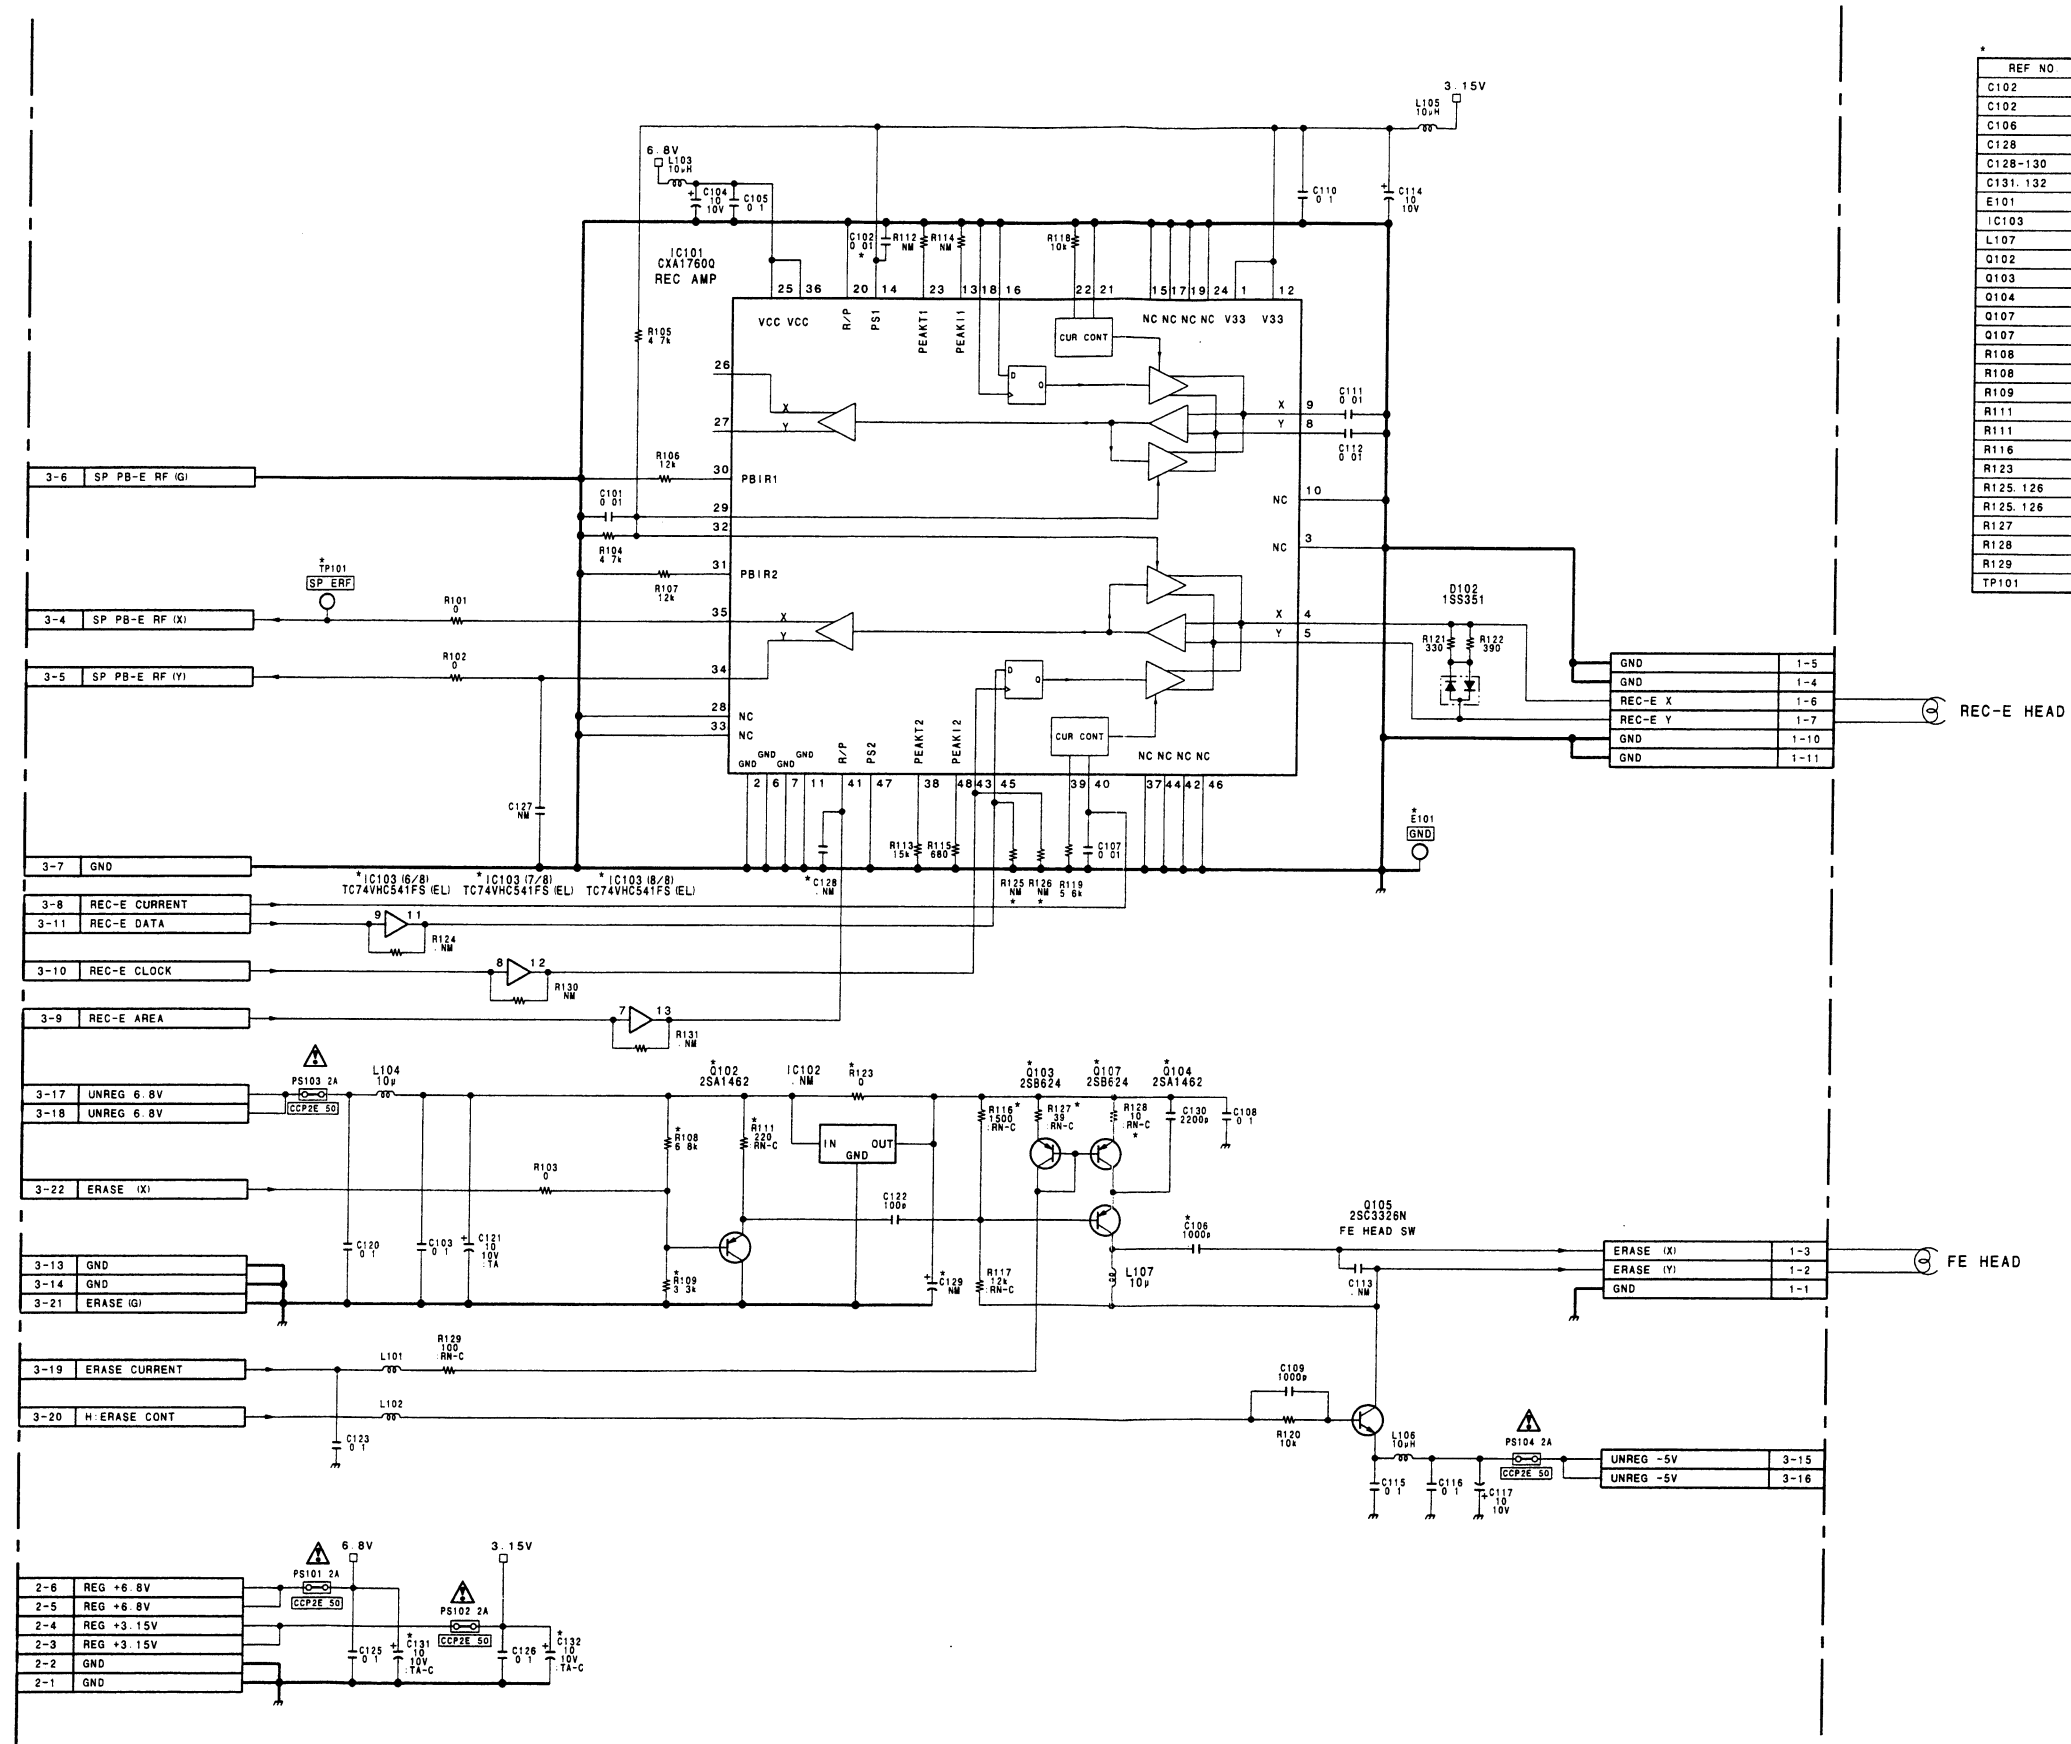 *
REF NO.
C102
C102
C106
C128
C128-130
C131. 132
E101
IC103
L107
Q102
Q103
Q104
Q107
Q107
R108
R108
R109
R111
R111
R116
R123
R125. 126
R125. 126
R127
R128
R129
TP101
3. 15V
L105
10μH
6. 8V
L103
10μH
C104
10
10V
C105
0 1
C110
0 1
C114
10
10V
IC101
CXA1760Q
REC AMP
C102
0 01
*
R112
NM
R114
NM
R118
10k
25 36 20 14 23 13 18 16 22 21 15 17 19 24 1 12
VCC VCC R/P PS1 PEAKT1 PEAKI1 NC NC NC NC V33 V33
CUR CONT
R105
4 7k
26
27
X
Y
D
Q
X 9
Y 8
C111
0 01
C112
0 01
3-6 SP PB-E RF (G)
R106
12k
30 PBIR1
C101
0 01
29
32
R104
4 7k
NC 10
NC 3
31 PBIR2
R107
12k
*
TP101
SP ERF
3-4 SP PB-E RF (X)
R101
0
35
X
Y
X 4
Y 5
D102
1SS351
R121
330
R122
390
3-5 SP PB-E RF (Y)
R102
0
34
D
Q
28 NC
33 NC
CUR CONT
GND GND GND GND R/P PS2 PEAKT2 PEAKI2 NC NC NC NC
2 6 7 11 41 47 38 48 43 45 39 40 37 44 42 46
GND 1-5
GND 1-4
REC-E X 1-6
REC-E Y 1-7
GND 1-10
GND 1-11
REC-E HEAD
C127
NM
R113
15k
R115
680
C107
0 01
*
E101
GND
3-7 GND
*IC103 (6/8)
TC74VHC541FS (EL)
*IC103 (7/8)
TC74VHC541FS (EL)
*IC103 (8/8)
TC74VHC541FS (EL)
*C128
. NM
R125
NM
*
R126
NM
*
R119
5 6k
3-8 REC-E CURRENT
3-11 REC-E DATA
9 11
R124
. NM
3-10 REC-E CLOCK
8 12
R130
NM
3-9 REC-E AREA
7 13
R131
. NM
3-17 UNREG 6. 8V
3-18 UNREG 6. 8V
PS103 2A
CCP2E 50
L104
10μ
*
Q102
2SA1462
IC102
. NM
*
R123
0
*
Q103
2SB624
*
Q107
2SB624
*
Q104
2SA1462
*
R108
6 8k
*
R111
220
:RN-C
IN OUT
GND
R116*
1500
:RN-C
R127*
39
:RN-C
R128
10
:RN-C
*
C130
2200p
C108
0 1
3-22 ERASE (X)
R103
0
C122
100p
C120
0 1
C103
0 1
C121
10
10V
:TA
*
R109
3 3k
*
C129
NM
R117
12k
:RN-C
L107
10μ
*
C106
1000p
Q105
2SC3326N
FE HEAD SW
C113
. NM
ERASE (X) 1-3
ERASE (Y) 1-2
GND 1-1
FE HEAD
3-13 GND
3-14 GND
3-21 ERASE (G)
3-19 ERASE CURRENT
L101
R129
100
:RN-C
3-20 H:ERASE CONT
L102
C123
0 1
C109
1000p
R120
10k
L106
10μH
C115
0 1
C116
0 1
C117
10
10V
PS104 2A
CCP2E 50
UNREG -5V 3-15
UNREG -5V 3-16
6. 8V
3. 15V
PS101 2A
CCP2E 50
PS102 2A
CCP2E 50
2-6 REG +6. 8V
2-5 REG +6. 8V
2-4 REG +3. 15V
2-3 REG +3. 15V
2-2 GND
2-1 GND
C125
0 1
*
C131
10
10V
:TA-C
C126
0 1
*
C132
10
10V
:TA-C